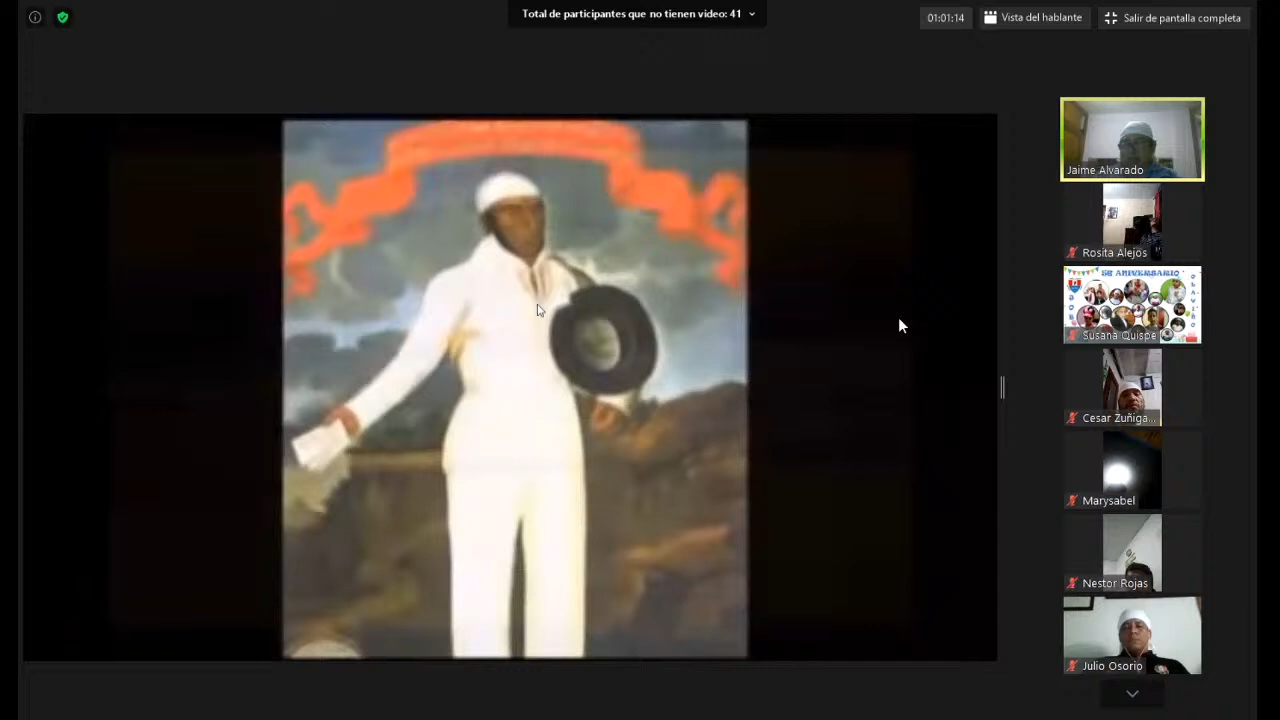 Total de participantes que no tienen video: 41
01:01:14
Vista del hablante
Salir de pantalla completa
Jaime Alvarado
Rosita Alejos
58 ANIVERSARIO
Susana Quispe
Cesar Zuñiga...
Marysabel
Nestor Rojas
Julio Osorio